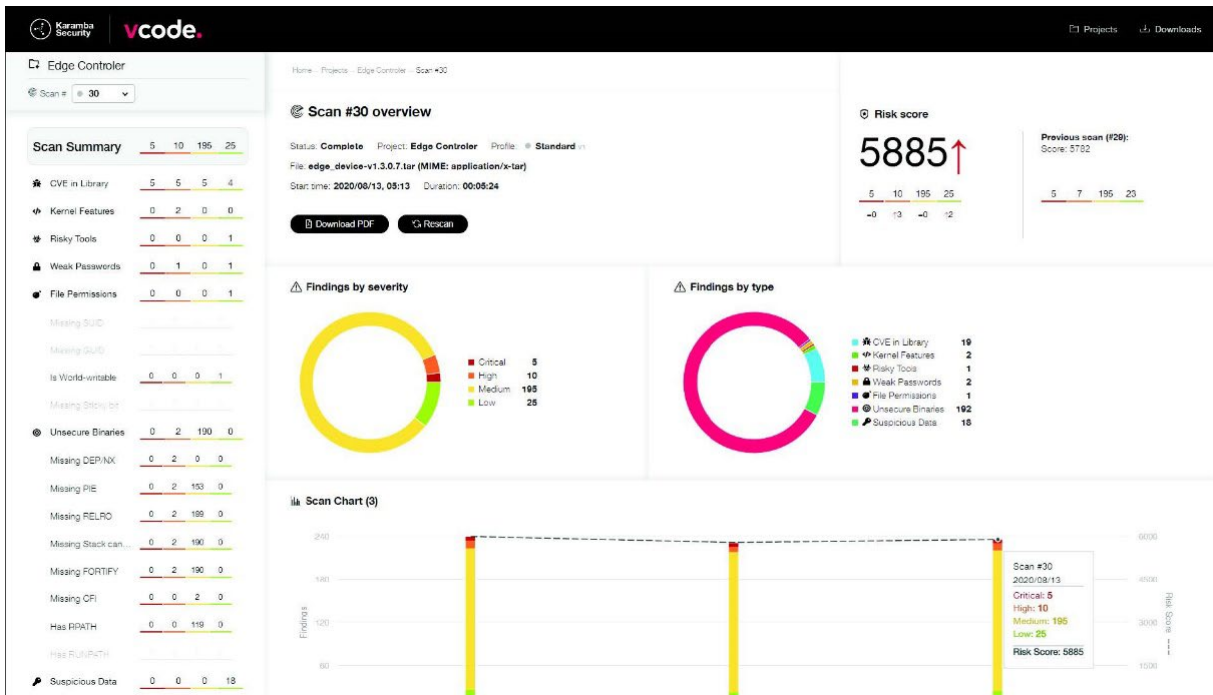 Karamba
Security
vcode.
Projects
Downloads
Edge Controler
Scan # 30
Scan Summary 5 10 195 25
CVE in Library 5 5 5 4
Kernel Features 0 2 0 0
Risky Tools 0 0 0 1
Weak Passwords 0 1 0 1
File Permissions 0 0 0 1
Missing SUID
Missing GUID
Is World-writable 0 0 0 1
Missing Sticky bit
Unsecure Binaries 0 2 190 0
Missing DEP/NX 0 2 0 0
Missing PIE 0 2 153 0
Missing RELRO 0 2 189 0
Missing Stack can... 0 2 190 0
Missing FORTIFY 0 2 190 0
Missing CFI 0 0 2 0
Has RPATH 0 0 119 0
Has RUNPATH
Suspicious Data 0 0 0 18
Home – Projects – Edge Controler – Scan #30
Scan #30 overview
Status: Complete Project: Edge Controler Profile: Standard
File: edge_device-v1.3.0.7.tar (MIME: application/x-tar)
Start time: 2020/08/13, 05:13 Duration: 00:05:24
Download PDF
Rescan
Risk score
5885↑
5 10 195 25
=0 ↑3 =0 ↑2
Previous scan (#29):
Score: 5782
5 7 195 23
Findings by severity
Critical 5
High 10
Medium 195
Low 25
Findings by type
CVE in Library 19
Kernel Features 2
Risky Tools 1
Weak Passwords 2
File Permissions 1
Unsecure Binaries 192
Suspicious Data 18
Scan Chart (3)
240
180
120
60
Findings
6000
4500
3000
1500
Risk Score
Scan #30
2020/08/13
Critical: 5
High: 10
Medium: 195
Low: 25
Risk Score: 5885